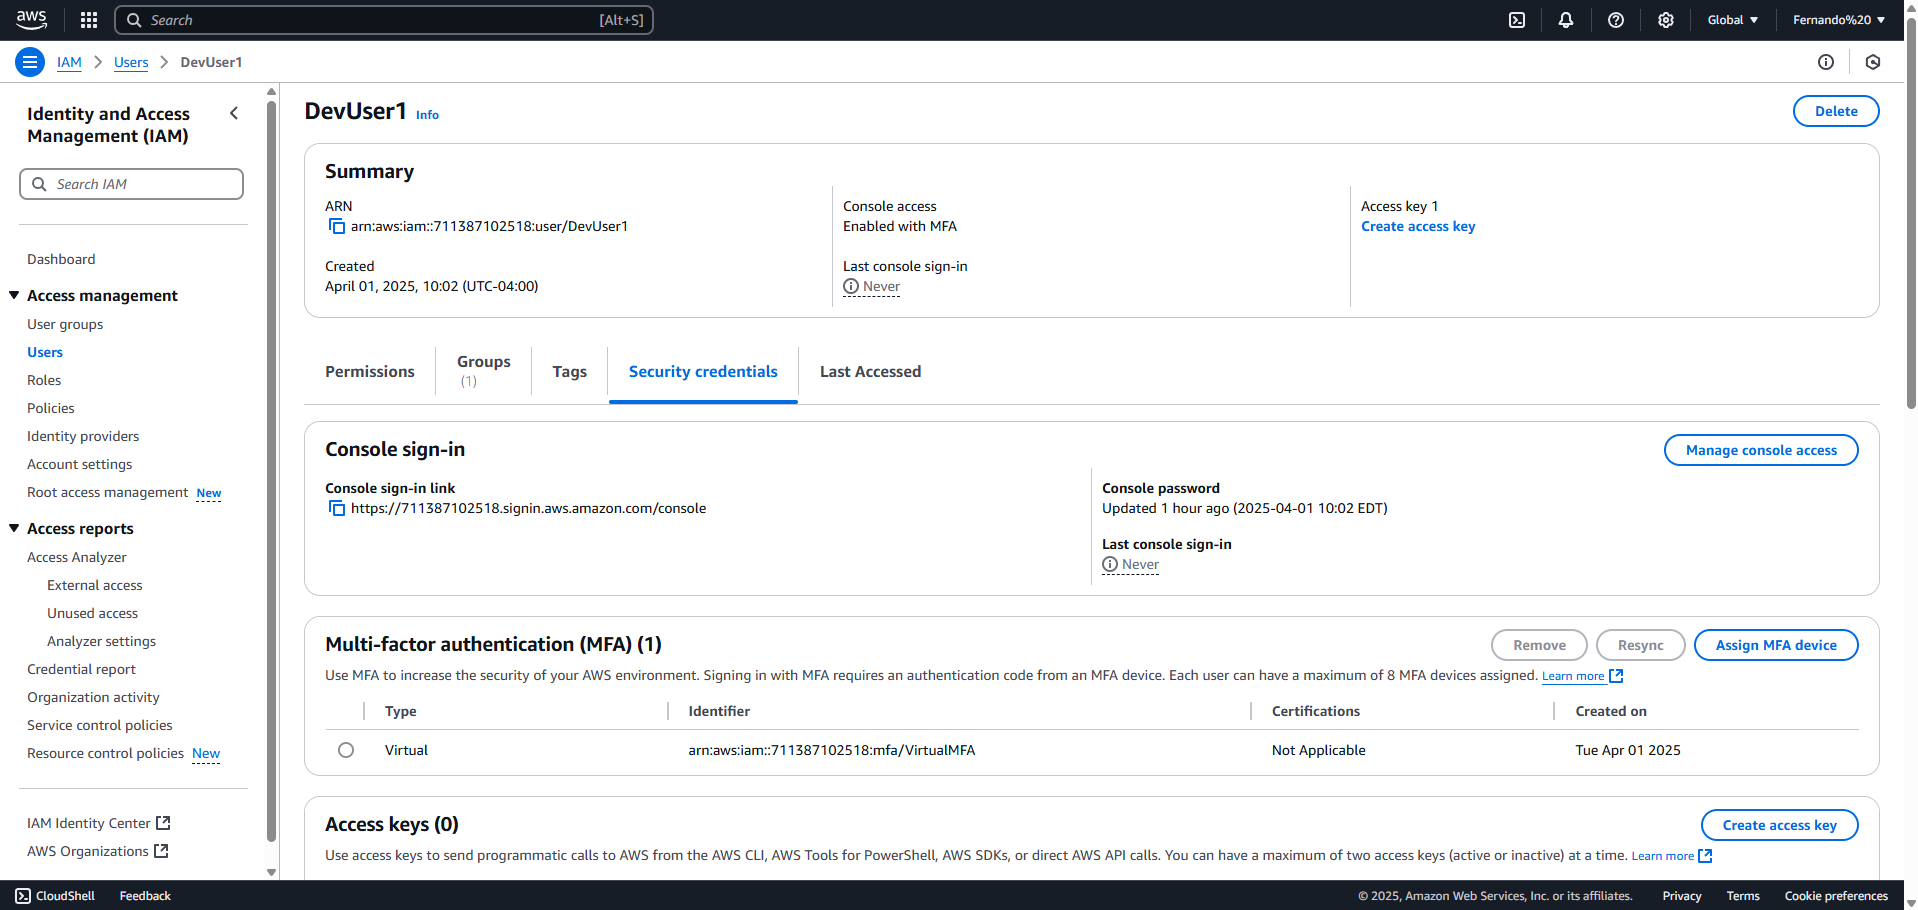 aws
Search
[Alt+S]
Global
Fernando%20
IAM
Users
DevUser1
Identity and Access
Management (IAM)
Search IAM
Dashboard
Access management
User groups
Users
Roles
Policies
Identity providers
Account settings
Root access management New
Access reports
Access Analyzer
External access
Unused access
Analyzer settings
Credential report
Organization activity
Service control policies
Resource control policies New
IAM Identity Center
AWS Organizations
DevUser1 Info
Delete
Summary
ARN
arn:aws:iam::711387102518:user/DevUser1
Created
April 01, 2025, 10:02 (UTC-04:00)
Console access
Enabled with MFA
Last console sign-in
Never
Access key 1
Create access key
Permissions
Groups
(1)
Tags
Security credentials
Last Accessed
Console sign-in
Manage console access
Console sign-in link
https://711387102518.signin.aws.amazon.com/console
Console password
Updated 1 hour ago (2025-04-01 10:02 EDT)
Last console sign-in
Never
Multi-factor authentication (MFA) (1)
Remove
Resync
Assign MFA device
Use MFA to increase the security of your AWS environment. Signing in with MFA requires an authentication code from an MFA device. Each user can have a maximum of 8 MFA devices assigned. Learn more
Type Identifier Certifications Created on
Virtual arn:aws:iam::711387102518:mfa/VirtualMFA Not Applicable Tue Apr 01 2025
Access keys (0)
Create access key
Use access keys to send programmatic calls to AWS from the AWS CLI, AWS Tools for PowerShell, AWS SDKs, or direct AWS API calls. You can have a maximum of two access keys (active or inactive) at a time. Learn more
CloudShell
Feedback
© 2025, Amazon Web Services, Inc. or its affiliates.
Privacy
Terms
Cookie preferences